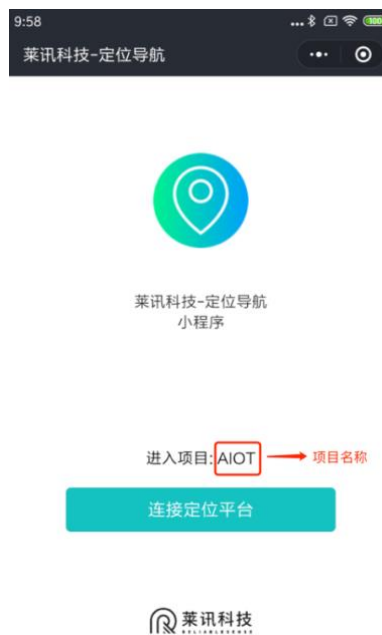 9:58
100
莱讯科技-定位导航
莱讯科技-定位导航
小程序
进入项目:AIOT
项目名称
连接定位平台
莱讯科技
RELIABLESENSE